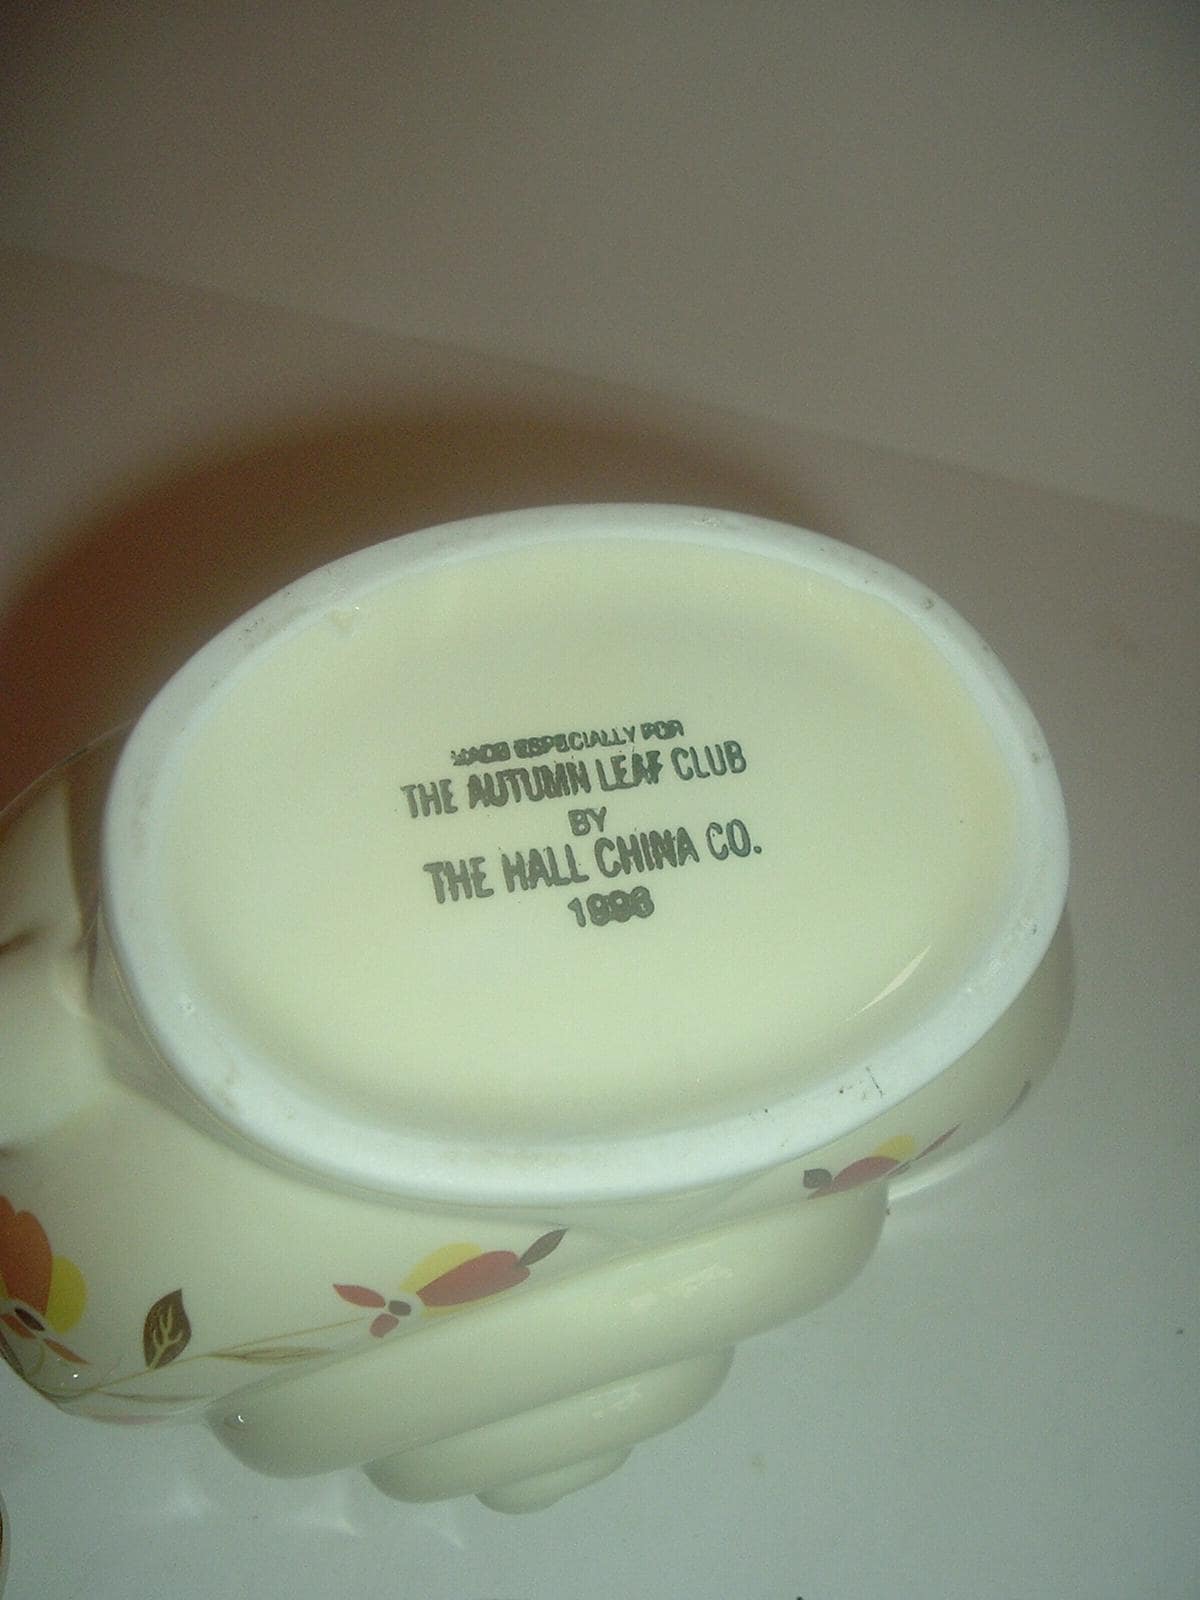 MADE ESPECIALLY FOR
THE AUTUMN LEAF CLUB
BY
THE HALL CHINA CO.